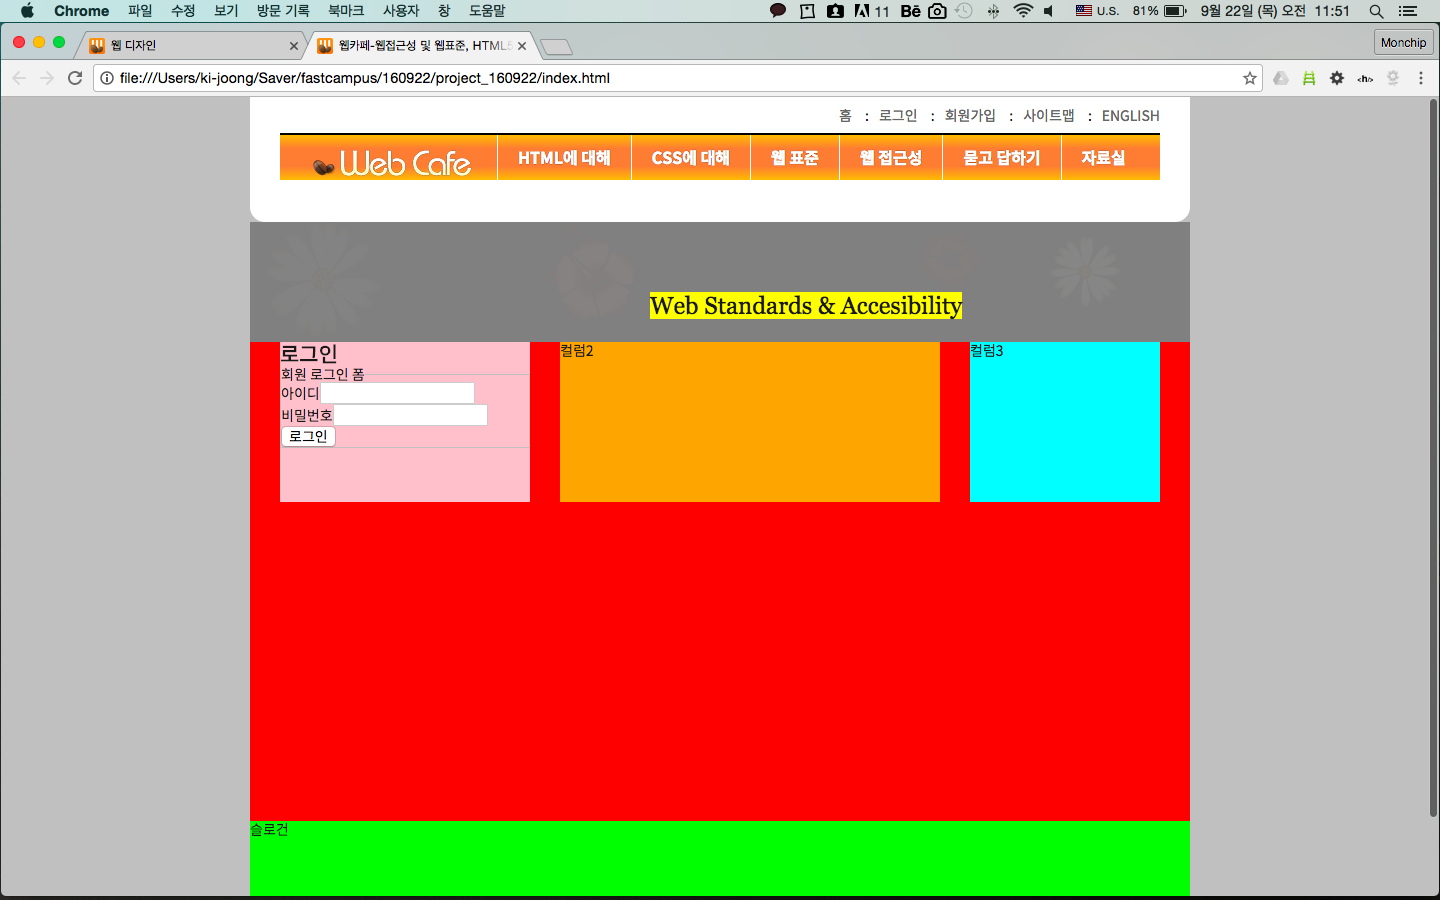 Chrome 파일 수정 보기 방문 기록 북마크 사용자 창 도움말 11 Bē U.S. 81% 9월 22일 (목) 오전 11:51
웹 디자인 웹카페-웹접근성 및 웹표준, HTML5 Monchip
file:///Users/ki-joong/Saver/fastcampus/160922/project_160922/index.html <h/>
홈 : 로그인 : 회원가입 : 사이트맵 : ENGLISH
Web Cafe HTML에 대해 CSS에 대해 웹 표준 웹 접근성 묻고 답하기 자료실
Web Standards & Accesibility
로그인 컬럼2 컬럼3
회원 로그인 폼
아이디
비밀번호
로그인
슬로건